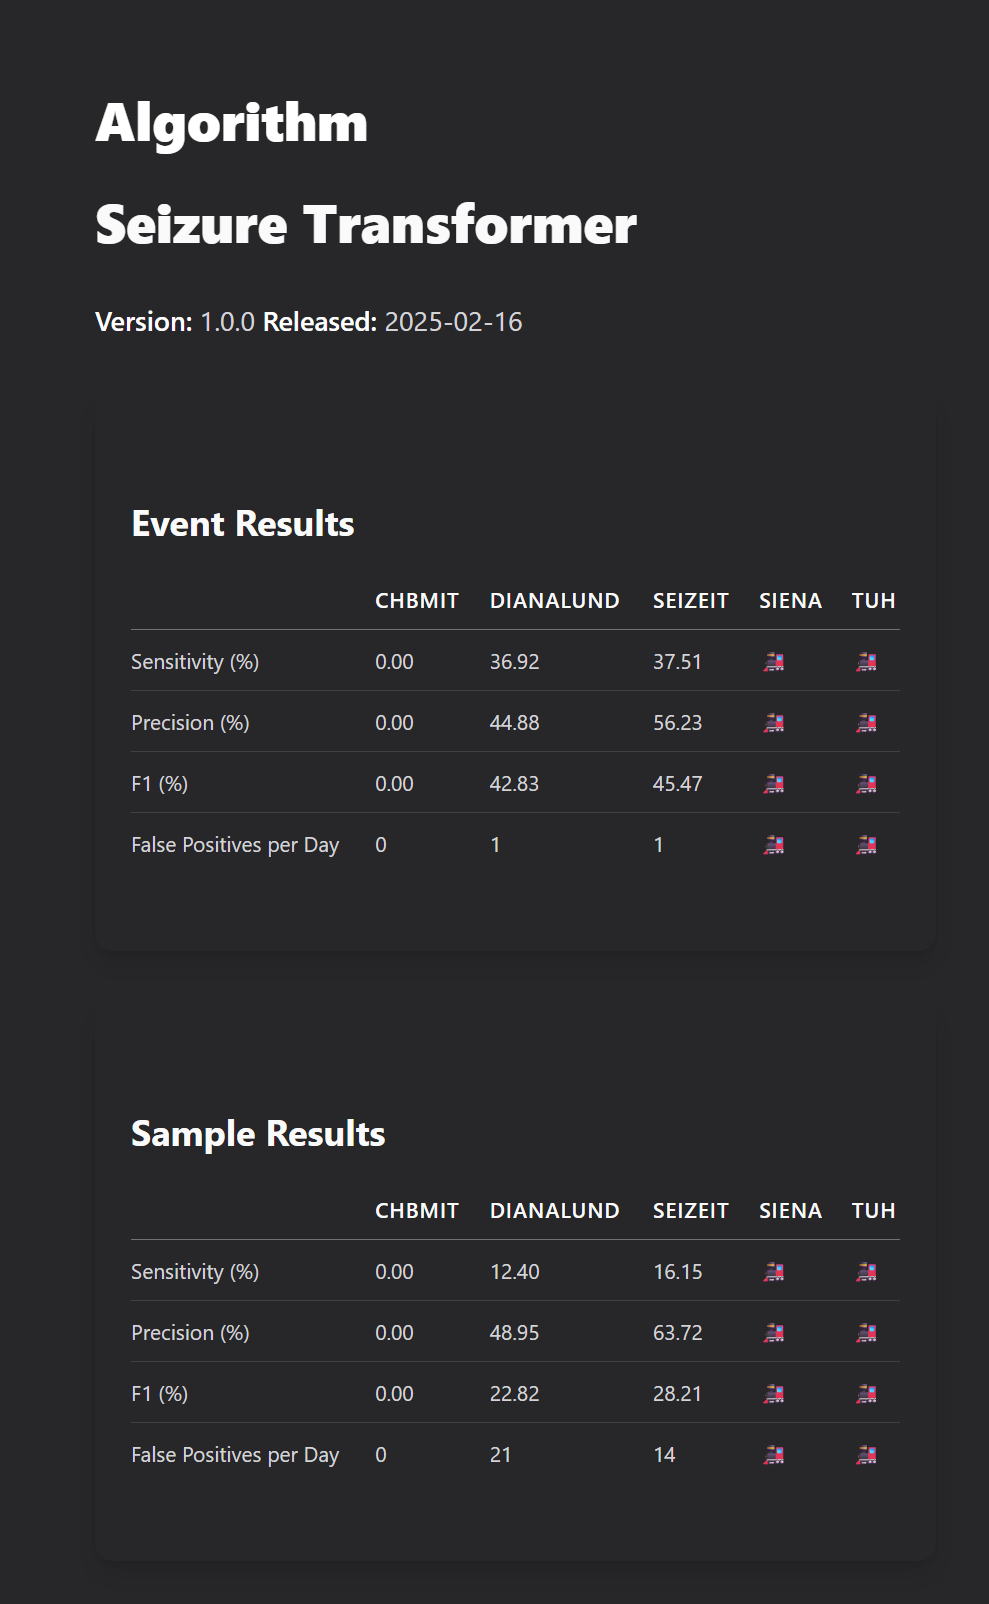 Algorithm
Seizure Transformer
Version: 1.0.0 Released: 2025-02-16
Event Results
CHBMIT DIANALUND SEIZEIT SIENA TUH
Sensitivity (%) 0.00 36.92 37.51 🚂 🚂
Precision (%) 0.00 44.88 56.23 🚂 🚂
F1 (%) 0.00 42.83 45.47 🚂 🚂
False Positives per Day 0 1 1 🚂 🚂
Sample Results
CHBMIT DIANALUND SEIZEIT SIENA TUH
Sensitivity (%) 0.00 12.40 16.15 🚂 🚂
Precision (%) 0.00 48.95 63.72 🚂 🚂
F1 (%) 0.00 22.82 28.21 🚂 🚂
False Positives per Day 0 21 14 🚂 🚂